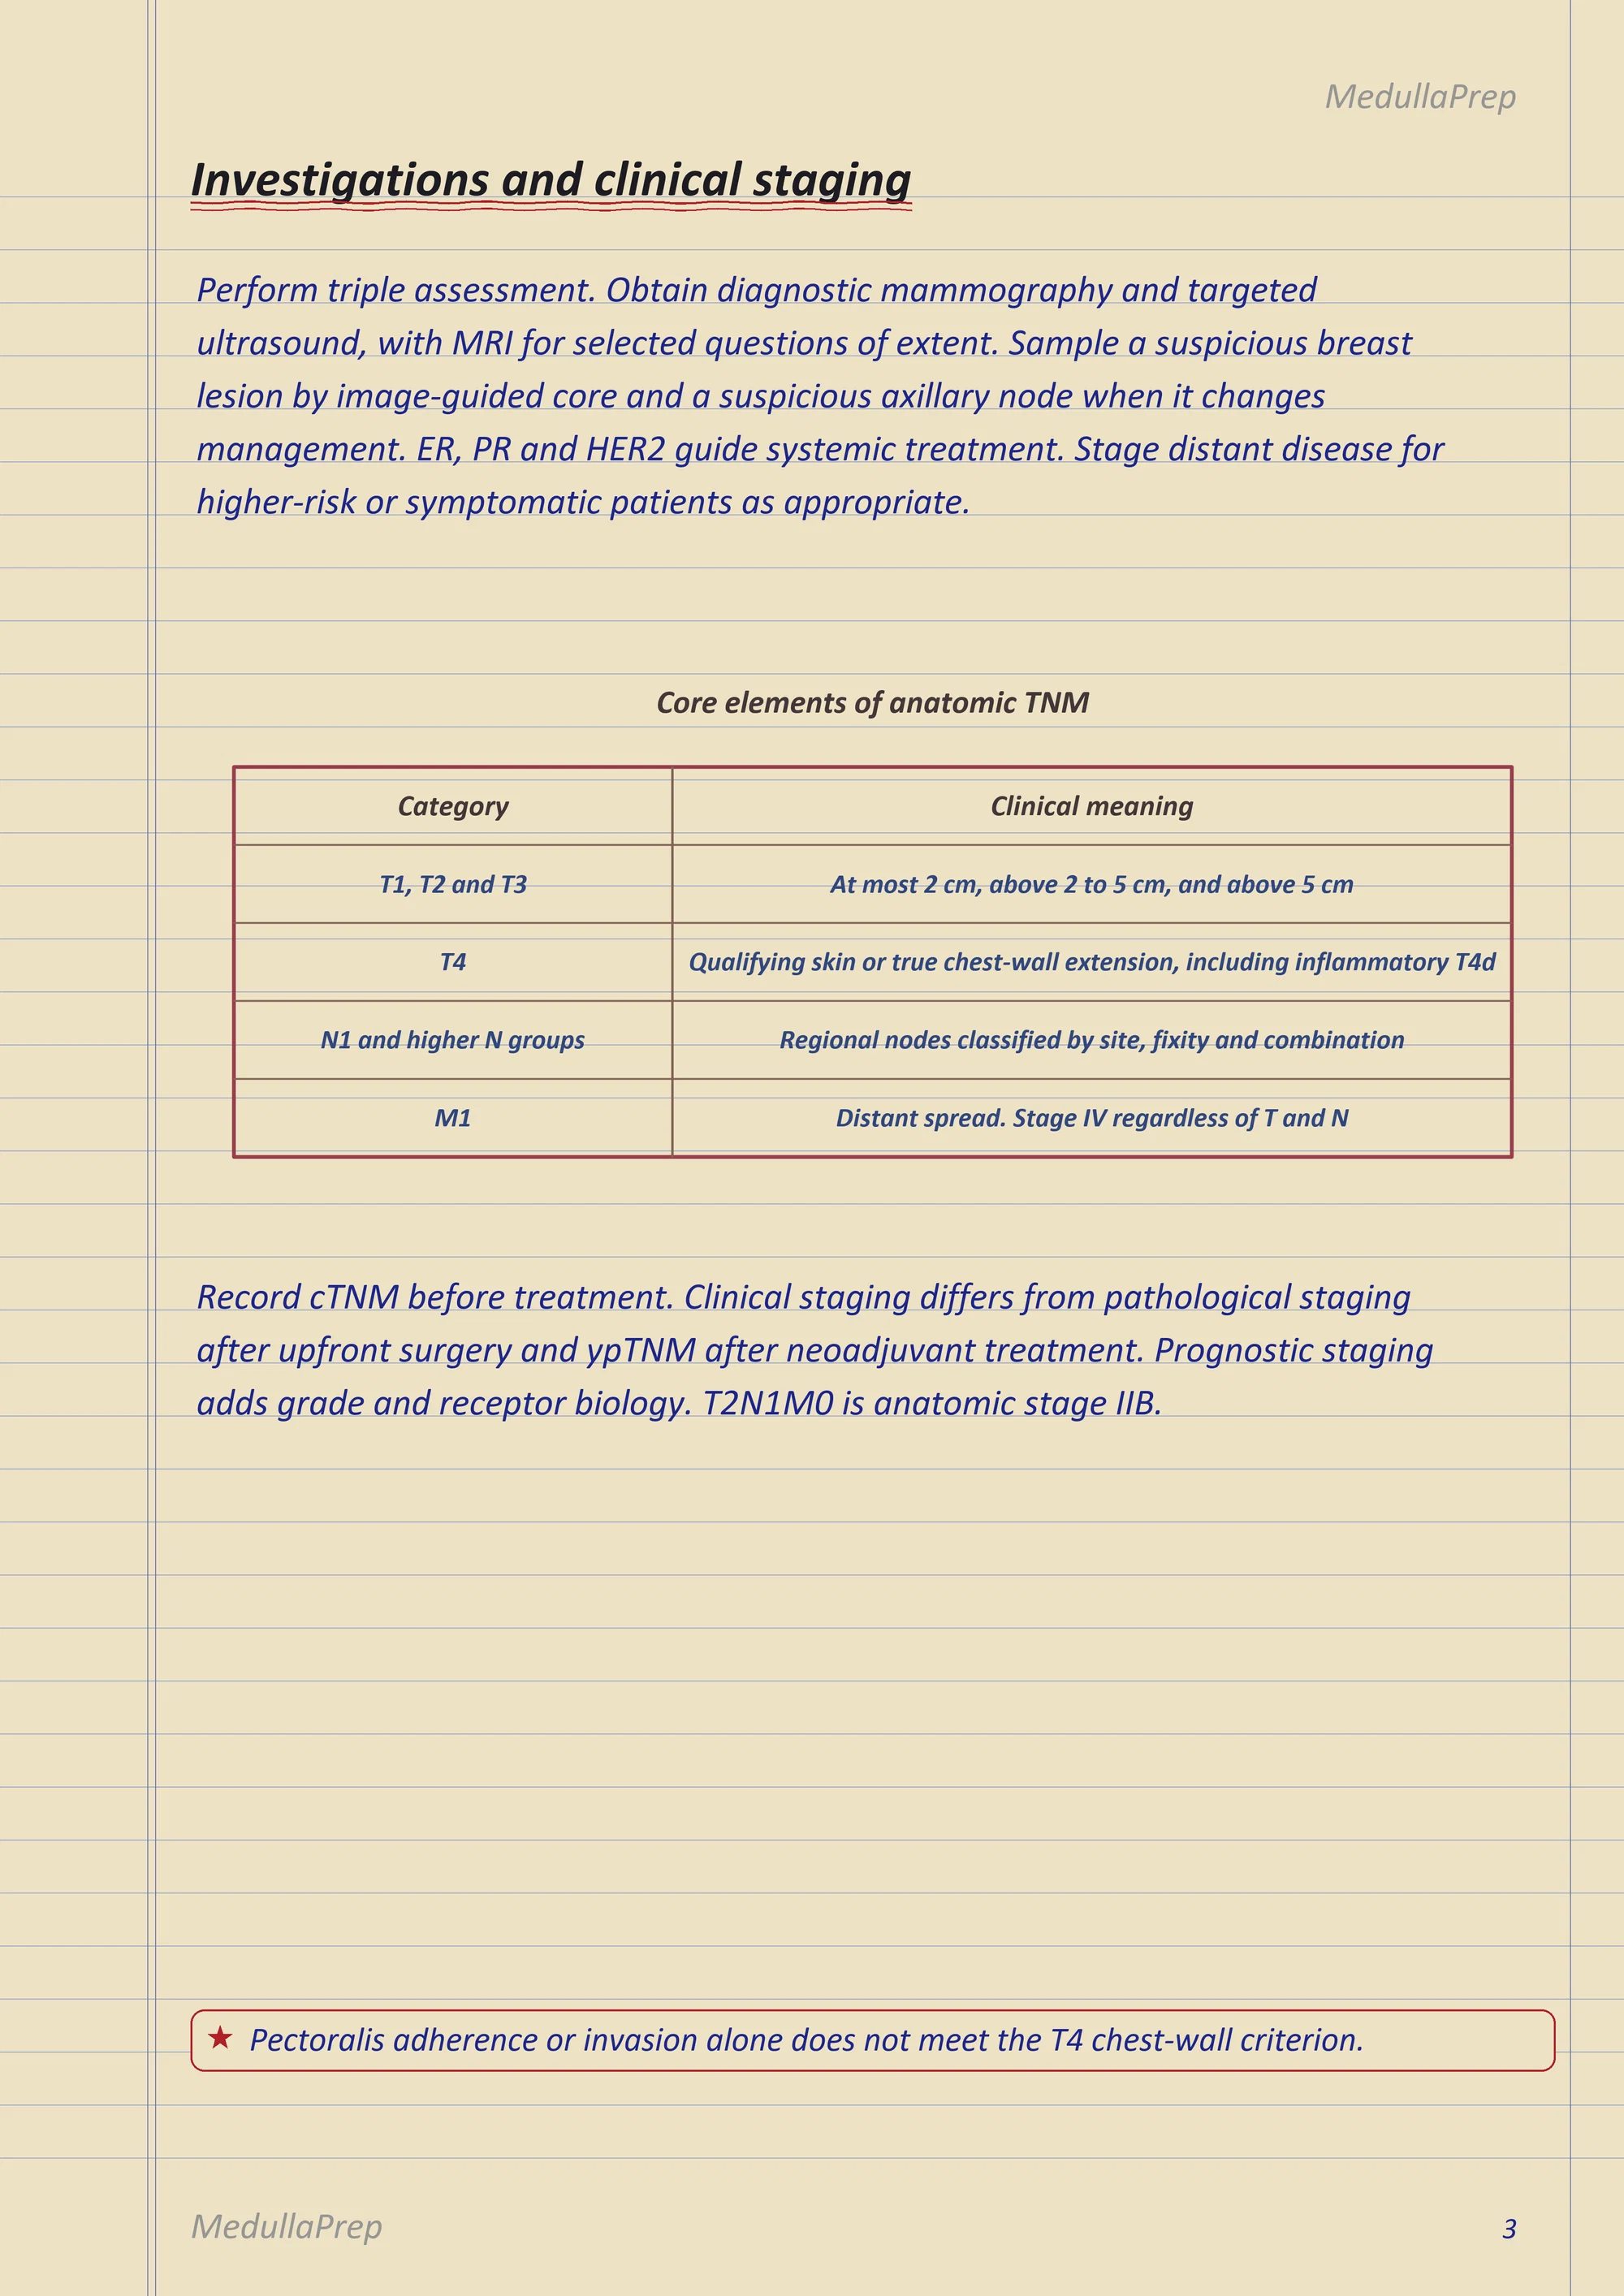 MedullaPrep
Investigations and clinical staging
Perform triple assessment. Obtain diagnostic mammography and targeted
ultrasound, with MRI for selected questions of extent. Sample a suspicious breast
lesion by image-guided core and a suspicious axillary node when it changes
management. ER, PR and HER2 guide systemic treatment. Stage distant disease for
higher-risk or symptomatic patients as appropriate.
Core elements of anatomic TNM
Category Clinical meaning
T1, T2 and T3 At most 2 cm, above 2 to 5 cm, and above 5 cm
T4 Qualifying skin or true chest-wall extension, including inflammatory T4d
N1 and higher N groups Regional nodes classified by site, fixity and combination
M1 Distant spread. Stage IV regardless of T and N
Record cTNM before treatment. Clinical staging differs from pathological staging
after upfront surgery and ypTNM after neoadjuvant treatment. Prognostic staging
adds grade and receptor biology. T2N1M0 is anatomic stage IIB.
★ Pectoralis adherence or invasion alone does not meet the T4 chest-wall criterion.
MedullaPrep 3